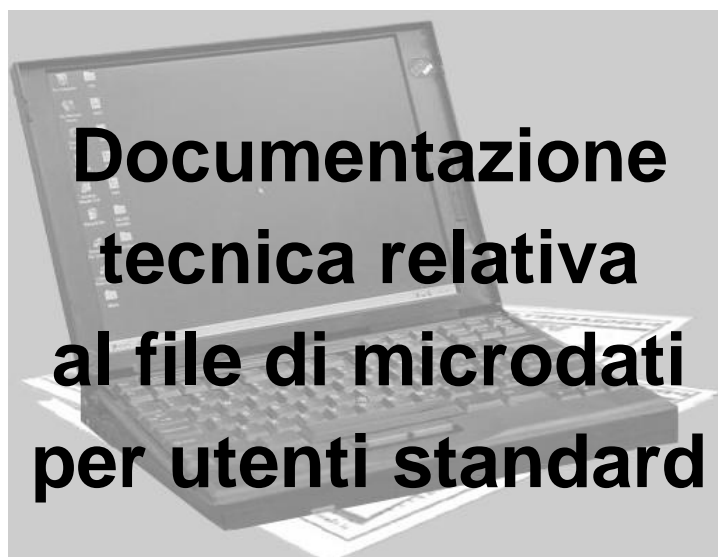 Documentazione
tecnica relativa
al file di microdati
per utenti standard